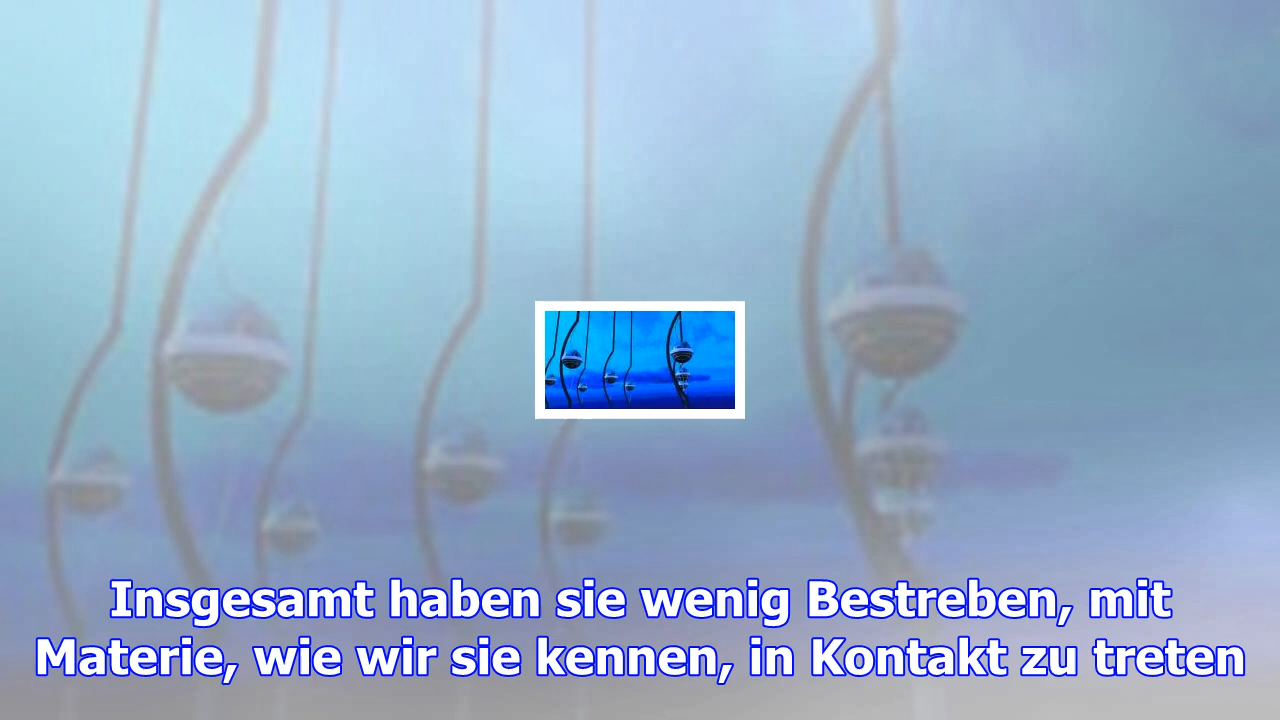 Insgesamt haben sie wenig Bestreben, mit
Materie, wie wir sie kennen, in Kontakt zu treten